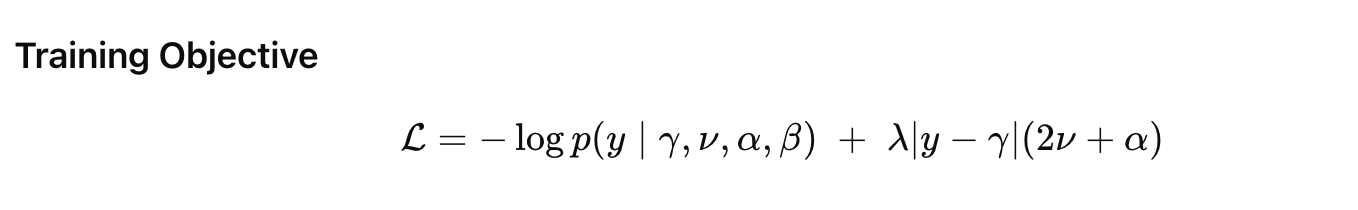 Training Objective
ℒ = − log p(y | γ, ν, α, β) + λ|y − γ|(2ν + α)